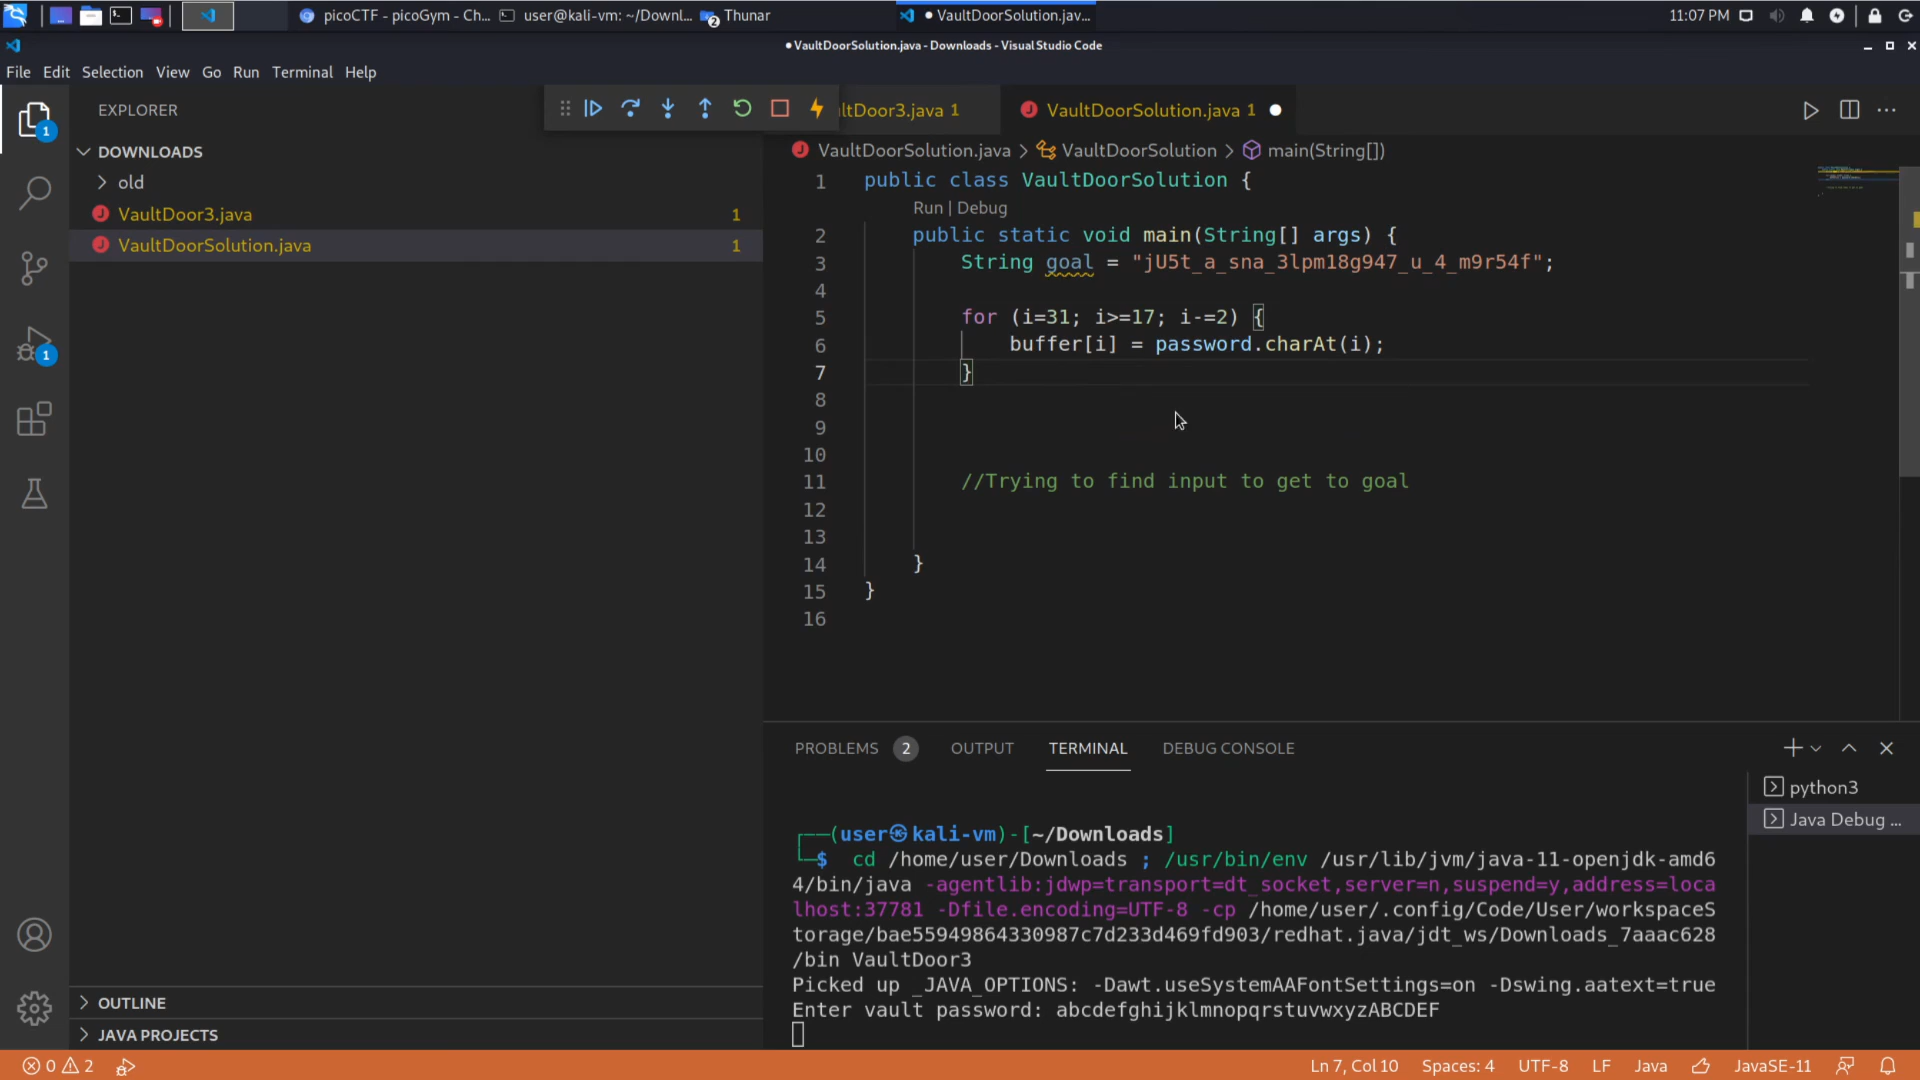 picoCTF - picoGym - Ch...
user@kali-vm: ~/Downl...
2
Thunar
● VaultDoorSolution.jav...
11:07 PM
● VaultDoorSolution.java - Downloads - Visual Studio Code
File Edit Selection View Go Run Terminal Help
1
1
EXPLORER
DOWNLOADS
old
VaultDoor3.java 1
VaultDoorSolution.java 1
OUTLINE
JAVA PROJECTS
ltDoor3.java 1
VaultDoorSolution.java 1 ●
VaultDoorSolution.java > VaultDoorSolution > main(String[])
1 public class VaultDoorSolution {
Run | Debug
2 public static void main(String[] args) {
3 String goal = "jU5t_a_sna_3lpm18g947_u_4_m9r54f";
4
5 for (i=31; i>=17; i-=2) {
6 buffer[i] = password.charAt(i);
7 }
8
9
10
11 //Trying to find input to get to goal
12
13
14 }
15 }
16
PROBLEMS 2 OUTPUT TERMINAL DEBUG CONSOLE
python3
Java Debug ...
┌──(user㉿kali-vm)-[~/Downloads]
└─$ cd /home/user/Downloads ; /usr/bin/env /usr/lib/jvm/java-11-openjdk-amd6
4/bin/java -agentlib:jdwp=transport=dt_socket,server=n,suspend=y,address=loca
lhost:37781 -Dfile.encoding=UTF-8 -cp /home/user/.config/Code/User/workspaceS
torage/bae55949864330987c7d233d469fd903/redhat.java/jdt_ws/Downloads_7aaac628
/bin VaultDoor3
Picked up _JAVA_OPTIONS: -Dawt.useSystemAAFontSettings=on -Dswing.aatext=true
Enter vault password: abcdefghijklmnopqrstuvwxyzABCDEF
0 2
Ln 7, Col 10 Spaces: 4 UTF-8 LF Java JavaSE-11